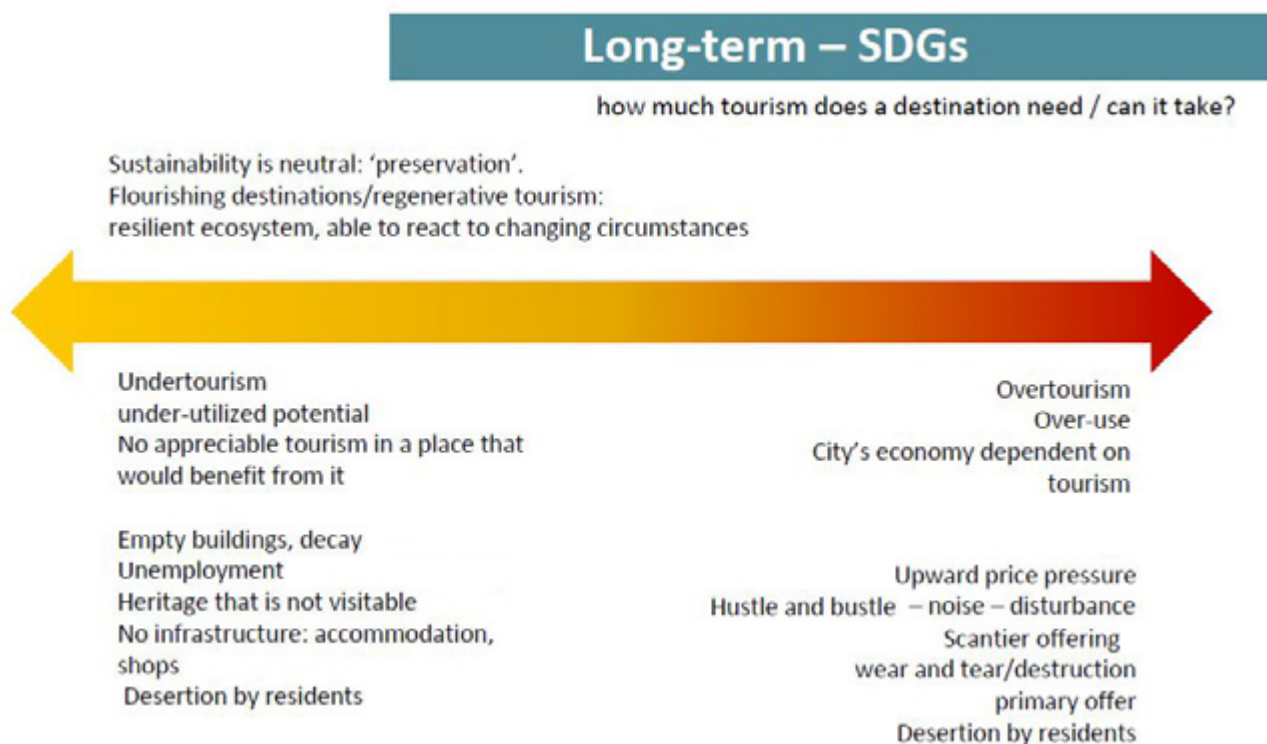 Long-term – SDGs
how much tourism does a destination need / can it take?
Sustainability is neutral: ‘preservation’.
Flourishing destinations/regenerative tourism:
resilient ecosystem, able to react to changing circumstances
Undertourism
under-utilized potential
No appreciable tourism in a place that
would benefit from it
Empty buildings, decay
Unemployment
Heritage that is not visitable
No infrastructure: accommodation,
shops
Desertion by residents
Overtourism
Over-use
City’s economy dependent on
tourism
Upward price pressure
Hustle and bustle – noise – disturbance
Scantier offering
wear and tear/destruction
primary offer
Desertion by residents